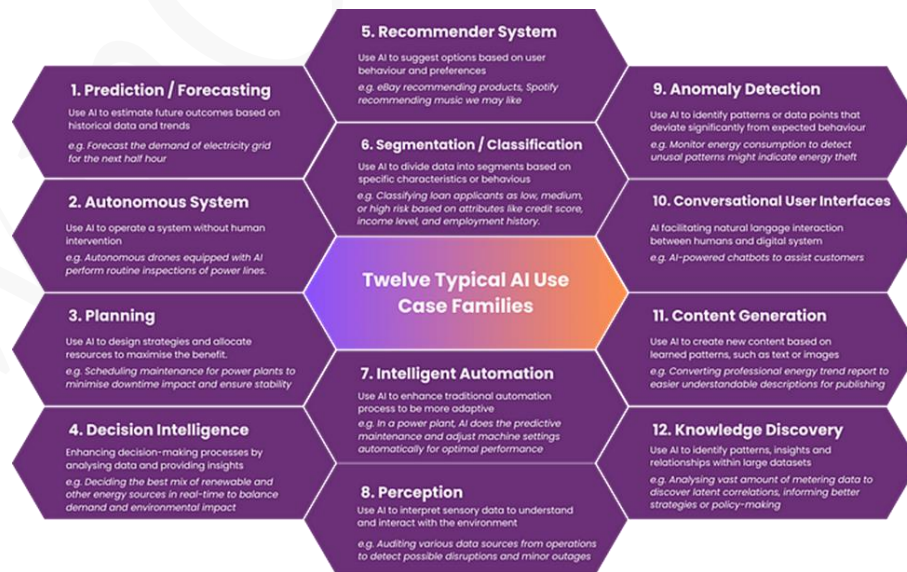 5. Recommender System
Use AI to suggest options based on user
behaviour and preferences
e.g. eBay recommending products, Spotify
recommending music we may like
1. Prediction / Forecasting
Use AI to estimate future outcomes based on
historical data and trends
e.g. Forecast the demand of electricity grid
for the next half hour
9. Anomaly Detection
Use AI to identify patterns or data points that
deviate significantly from expected behaviour
e.g. Monitor energy consumption to detect
unusual patterns might indicate energy theft
6. Segmentation / Classification
Use AI to divide data into segments based on
specific characteristics or behaviour
e.g. Classifying loan applicants as low, medium,
or high risk based on attributes like credit score,
income level, and employment history.
2. Autonomous System
Use AI to operate a system without human
intervention
e.g. Autonomous drones equipped with AI
perform routine inspections of power lines.
10. Conversational User Interfaces
AI facilitating natural langage interaction
between humans and digital system
e.g. AI-powered chatbots to assist customers
Twelve Typical AI Use
Case Families
3. Planning
Use AI to design strategies and allocate
resources to maximise the benefit.
e.g. Scheduling maintenance for power plants to
minimise downtime impact and ensure stability
11. Content Generation
Use AI to create new content based on
learned patterns, such as text or images
e.g. Converting professional energy trend report to
easier understandable descriptions for publishing
7. Intelligent Automation
Use AI to enhance traditional automation
process to be more adaptive
e.g. In a power plant, AI does the predictive
maintenance and adjust machine settings
automatically for optimal performance
4. Decision Intelligence
Enhancing decision-making processes by
analysing data and providing insights
e.g. Deciding the best mix of renewable and
other energy sources in real-time to balance
demand and environmental impact
12. Knowledge Discovery
Use AI to identify patterns, insights and
relationships within large datasets
e.g. Analysing vast amount of metering data to
discover latent correlations, informing better
strategies or policy-making
8. Perception
Use AI to interpret sensory data to understand
and interact with the environment
e.g. Auditing various data sources from operations
to detect possible disruptions and minor outages